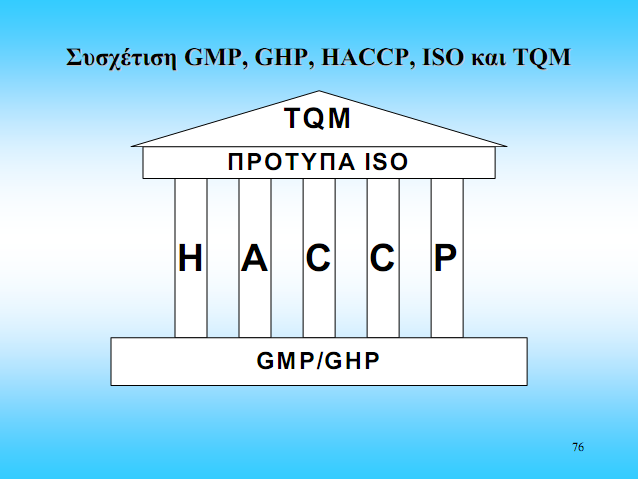 Συσχέτιση GMP, GHP, HACCP, ISO και TQM
TQM
ΠΡΟΤΥΠΑ ISO
H A C C P
GMP/GHP
76